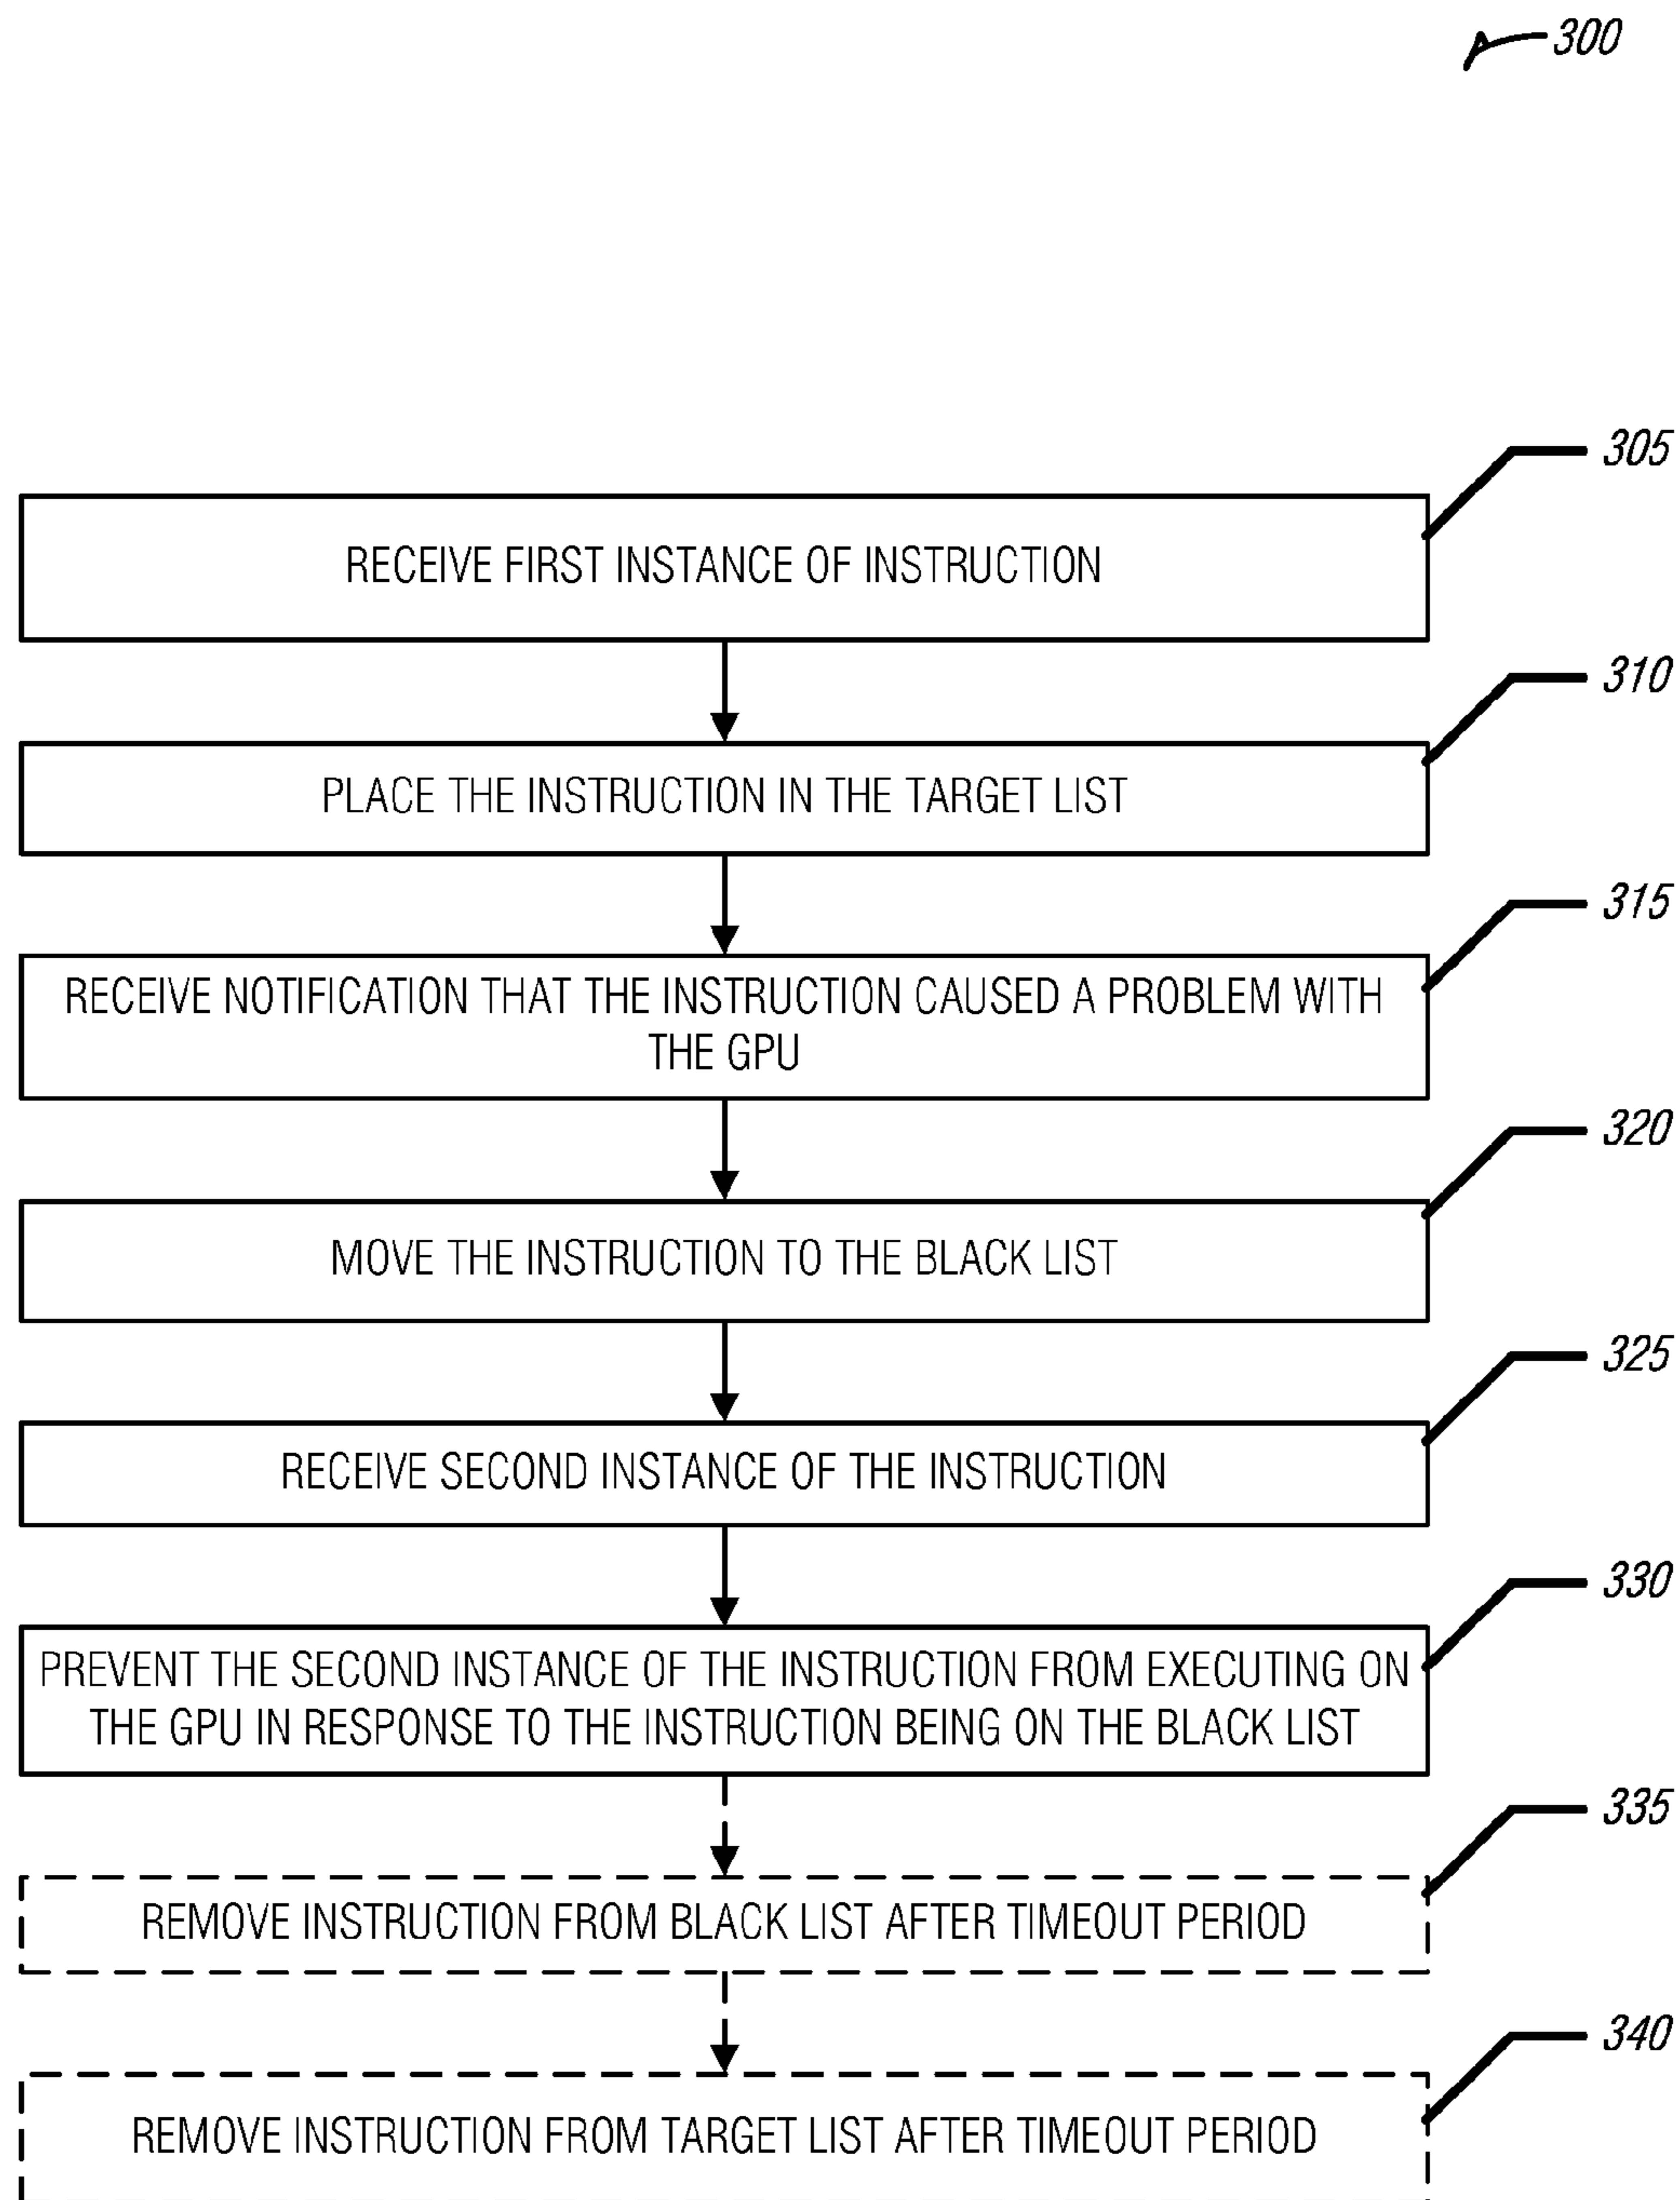 300
305
RECEIVE FIRST INSTANCE OF INSTRUCTION
310
PLACE THE INSTRUCTION IN THE TARGET LIST
315
RECEIVE NOTIFICATION THAT THE INSTRUCTION CAUSED A PROBLEM WITH
THE GPU
320
MOVE THE INSTRUCTION TO THE BLACK LIST
325
RECEIVE SECOND INSTANCE OF THE INSTRUCTION
330
PREVENT THE SECOND INSTANCE OF THE INSTRUCTION FROM EXECUTING ON
THE GPU IN RESPONSE TO THE INSTRUCTION BEING ON THE BLACK LIST
335
REMOVE INSTRUCTION FROM BLACK LIST AFTER TIMEOUT PERIOD
340
REMOVE INSTRUCTION FROM TARGET LIST AFTER TIMEOUT PERIOD